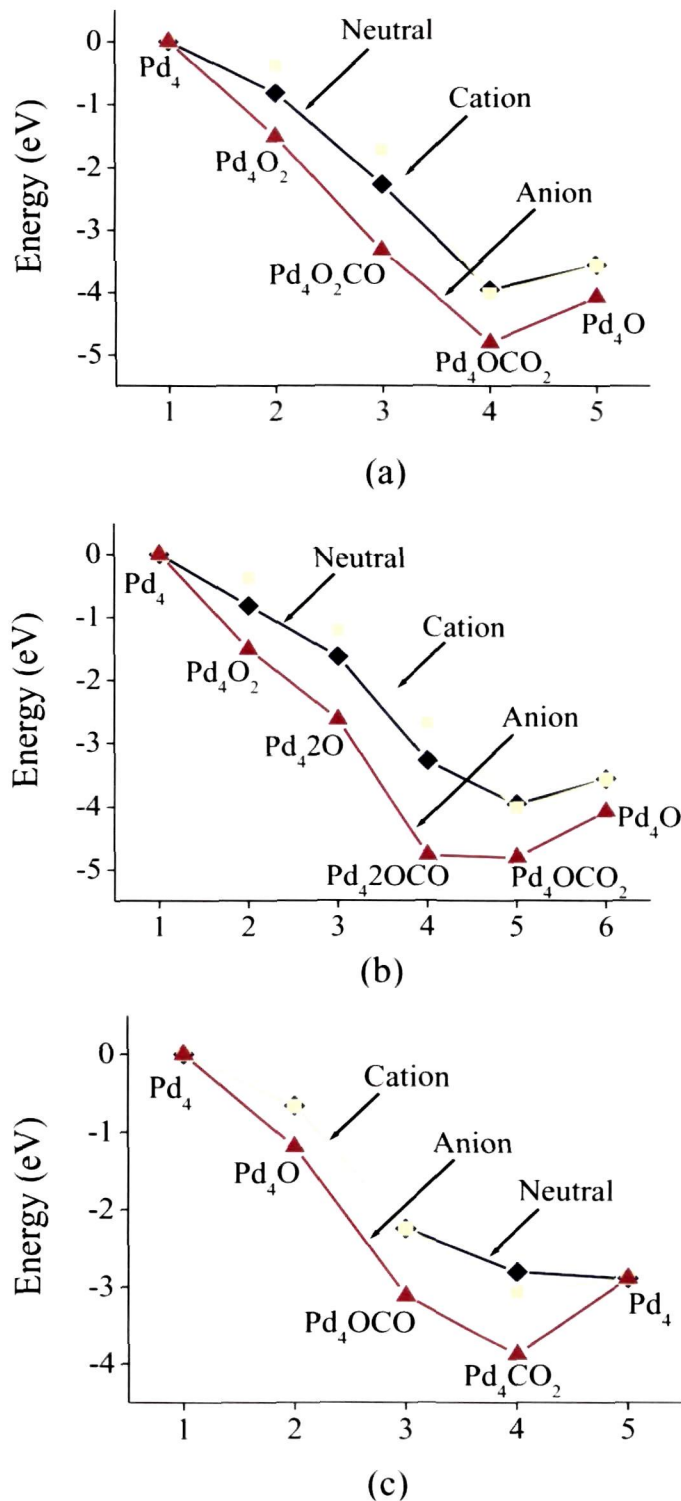 0
-1
-2
-3
-4
-5
Energy (eV)
Neutral
Cation
Anion
Pd₄
Pd₄O₂
Pd₄O₂CO
Pd₄OCO₂
Pd₄O
1 2 3 4 5
(a)
0
-1
-2
-3
-4
-5
Energy (eV)
Neutral
Cation
Anion
Pd₄
Pd₄O₂
Pd₄2O
Pd₄2OCO
Pd₄OCO₂
Pd₄O
1 2 3 4 5 6
(b)
0
-1
-2
-3
-4
Energy (eV)
Cation
Anion
Neutral
Pd₄
Pd₄O
Pd₄OCO
Pd₄CO₂
Pd₄
1 2 3 4 5
(c)